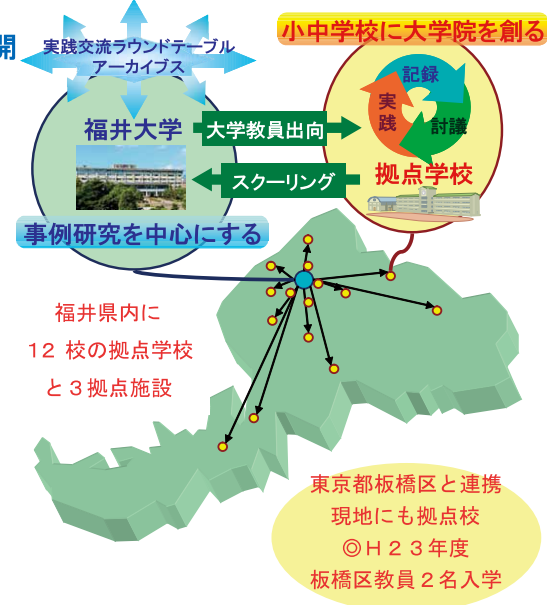 開
実践交流ラウンドテーブル
アーカイブス
小中学校に大学院を創る
記録
実践
討議
福井大学
大学教員出向
スクーリング
拠点学校
事例研究を中心にする
福井県内に
12 校の拠点学校
と３拠点施設
東京都板橋区と連携
現地にも拠点校
◎Ｈ２３年度
板橋区教員２名入学